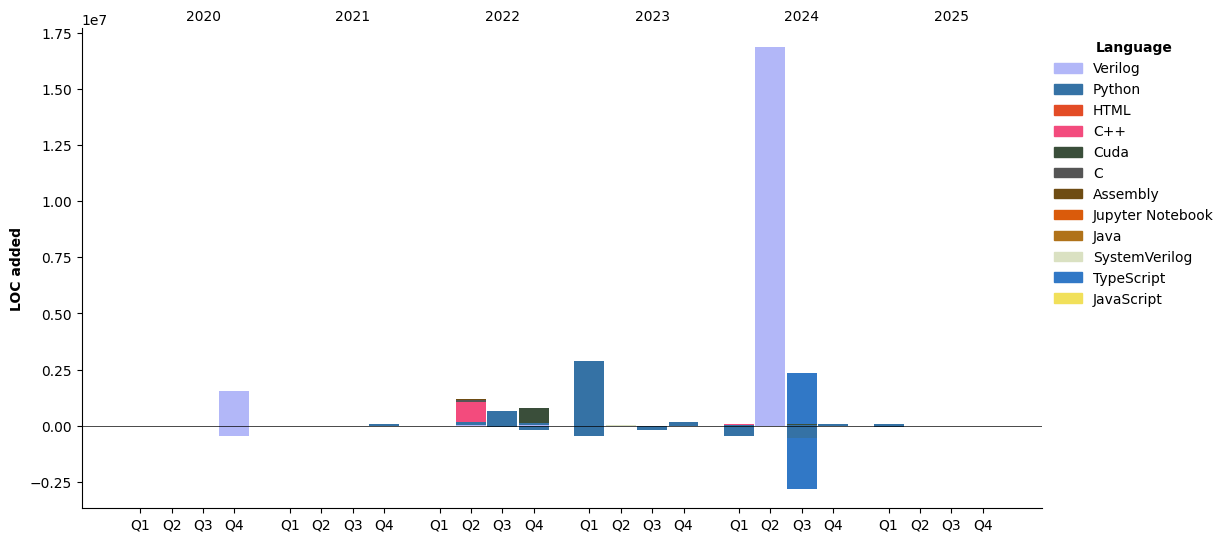 2020 2021 2022 2023 2024 2025
1e7
1.75
1.50
1.25
1.00
0.75
0.50
0.25
0.00
−0.25
LOC added
Q1 Q2 Q3 Q4 Q1 Q2 Q3 Q4 Q1 Q2 Q3 Q4 Q1 Q2 Q3 Q4 Q1 Q2 Q3 Q4 Q1 Q2 Q3 Q4
Language
Verilog
Python
HTML
C++
Cuda
C
Assembly
Jupyter Notebook
Java
SystemVerilog
TypeScript
JavaScript